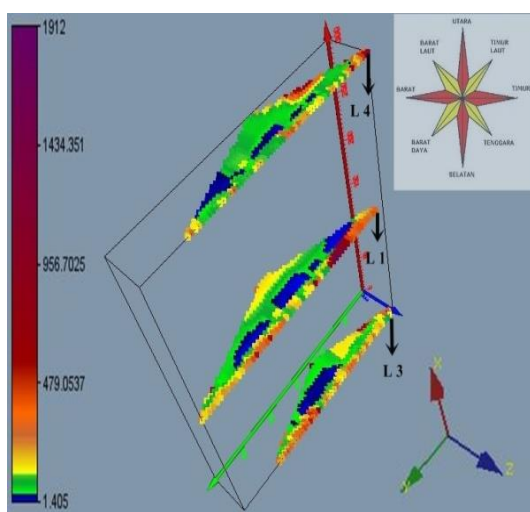 1912
1434.351
956.7025
479.0537
1.405
L 4
L 1
L 3
UTARA
BARAT
LAUT
TIMUR
LAUT
BARAT
TIMUR
BARAT
DAYA
TENGGARA
SELATAN
X
Y
Z